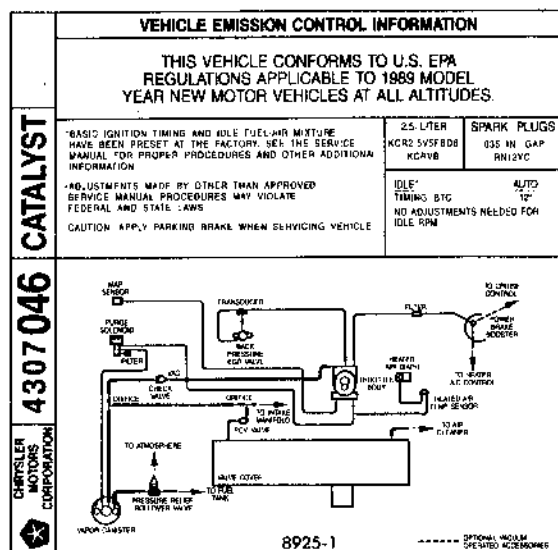 VEHICLE EMISSION CONTROL INFORMATION
THIS VEHICLE CONFORMS TO U.S. EPA
REGULATIONS APPLICABLE TO 1989 MODEL
YEAR NEW MOTOR VEHICLES AT ALL ALTITUDES.
BASIC IGNITION TIMING AND IDLE FUEL-AIR MIXTURE
HAVE BEEN PRESET AT THE FACTORY. SEE THE SERVICE
MANUAL FOR PROPER PROCEDURES AND OTHER ADDITIONAL
INFORMATION
ADJUSTMENTS MADE BY OTHER THAN APPROVED
SERVICE MANUAL PROCEDURES MAY VIOLATE
FEDERAL AND STATE LAWS
CAUTION: APPLY PARKING BRAKE WHEN SERVICING VEHICLE
2.5 LITER
KCRVB
SPARK PLUGS
.035 IN GAP
RN12YC
IDLE AUTO
TIMING BTC 12°
NO ADJUSTMENTS NEEDED FOR
IDLE RPM
CATALYST
4307046
CHRYSLER
MOTORS
CORPORATION
MAP
SENSOR
PURGE
SOLENOID
FILTER
TRANSDUCER
BACK
PRESSURE
EGR VALVE
VAC
CHECK
VALVE
ORIFICE
ORIFICE
TO INTAKE
MANIFOLD
PCV VALVE
THROTTLE
BODY
HEATED
AIR TEMP SENSOR
FILTER
TO CRUISE
CONTROL
POWER
BRAKE
BOOSTER
TO HEATER
A/C CONTROL
TO AIR
CLEANER
TO ATMOSPHERE
PRESSURE RELIEF
ROLLOVER VALVE
TO FUEL
TANK
VALVE COVER
VAPOR CANISTER
8925-1
OPTIONAL VACUUM
OPERATED ACCESSORIES